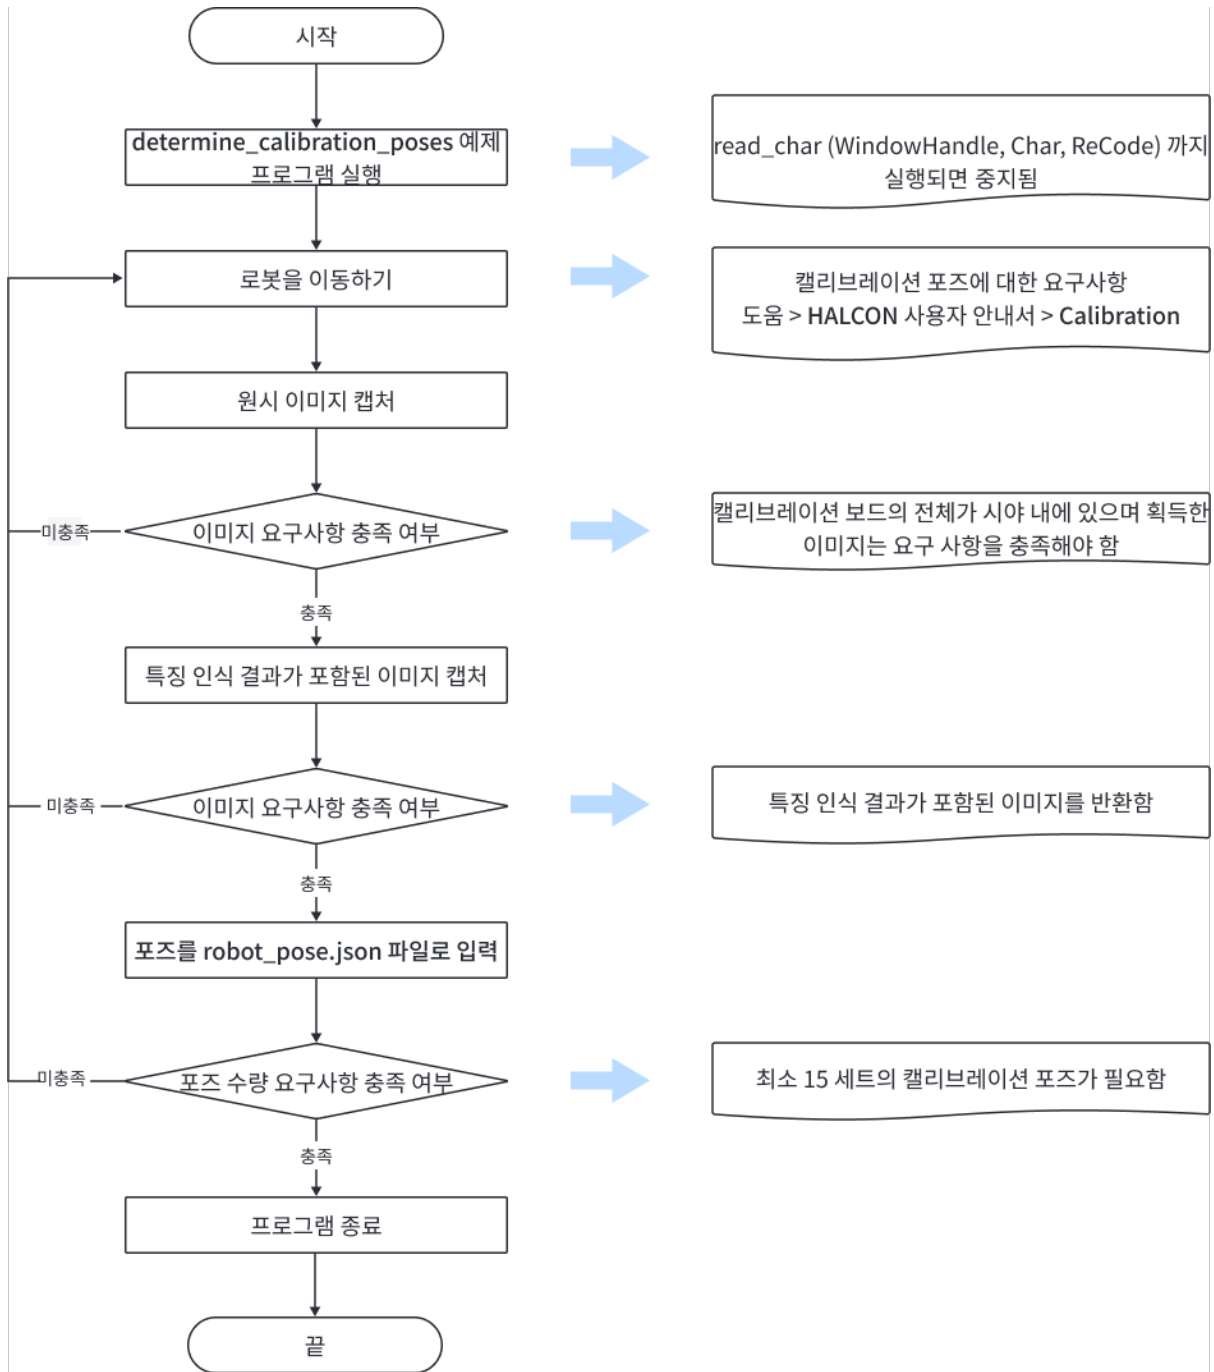 시작
determine_calibration_poses 예제
프로그램 실행
read_char (WindowHandle, Char, ReCode) 까지
실행되면 중지됨
로봇을 이동하기
캘리브레이션 포즈에 대한 요구사항
도움 > HALCON 사용자 안내서 > Calibration
원시 이미지 캡처
미충족
이미지 요구사항 충족 여부
캘리브레이션 보드의 전체가 시야 내에 있으며 획득한
이미지는 요구 사항을 충족해야 함
충족
특징 인식 결과가 포함된 이미지 캡처
미충족
이미지 요구사항 충족 여부
특징 인식 결과가 포함된 이미지를 반환함
충족
포즈를 robot_pose.json 파일로 입력
미충족
포즈 수량 요구사항 충족 여부
최소 15 세트의 캘리브레이션 포즈가 필요함
충족
프로그램 종료
끝